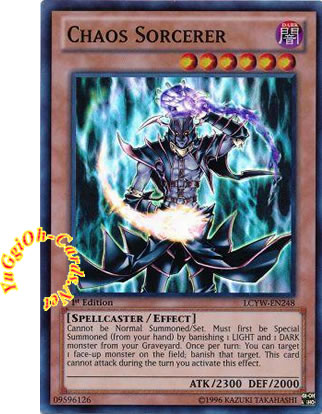 CHAOS SORCERER
DARK
闇
YuGgiOh-Cards.Net
1st Edition
LCYW-EN248
[SPELLCASTER / EFFECT]
Cannot be Normal Summoned/Set. Must first be Special
Summoned (from your hand) by banishing 1 LIGHT and 1 DARK
monster from your Graveyard. Once per turn: You can target
1 face-up monster on the field; banish that target. This card
cannot attack during the turn you activate this effect.
ATK/2300 DEF/2000
09596126
©1996 KAZUKI TAKAHASHI